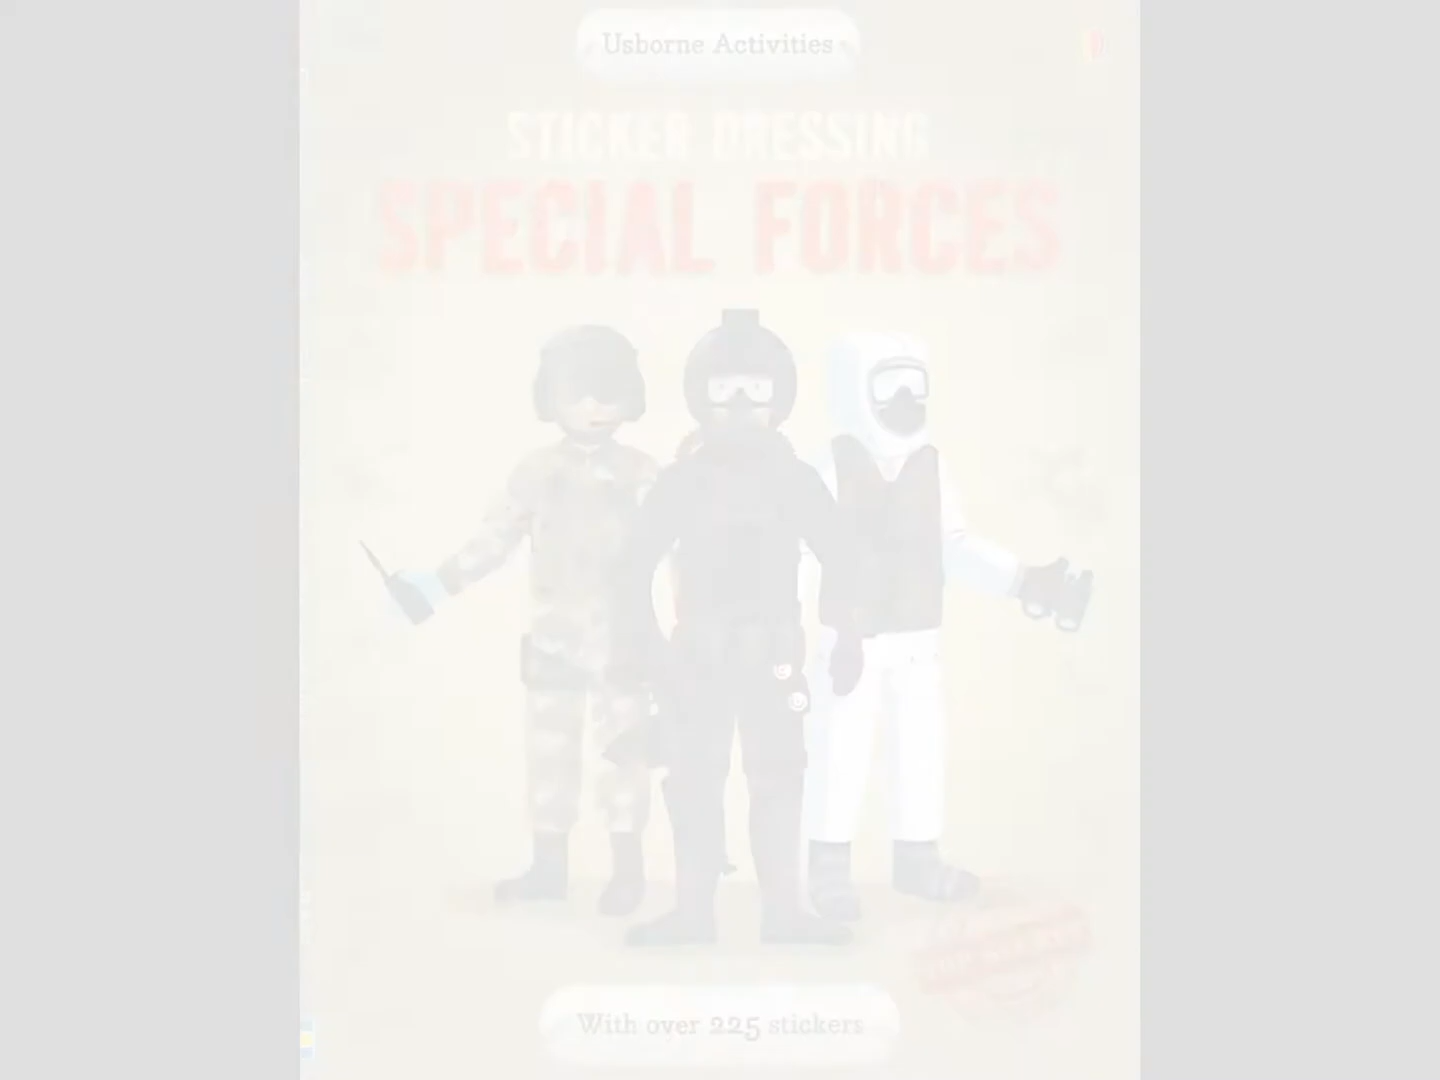 Usborne Activities
STICKER DRESSING
SPECIAL FORCES
With over 225 stickers